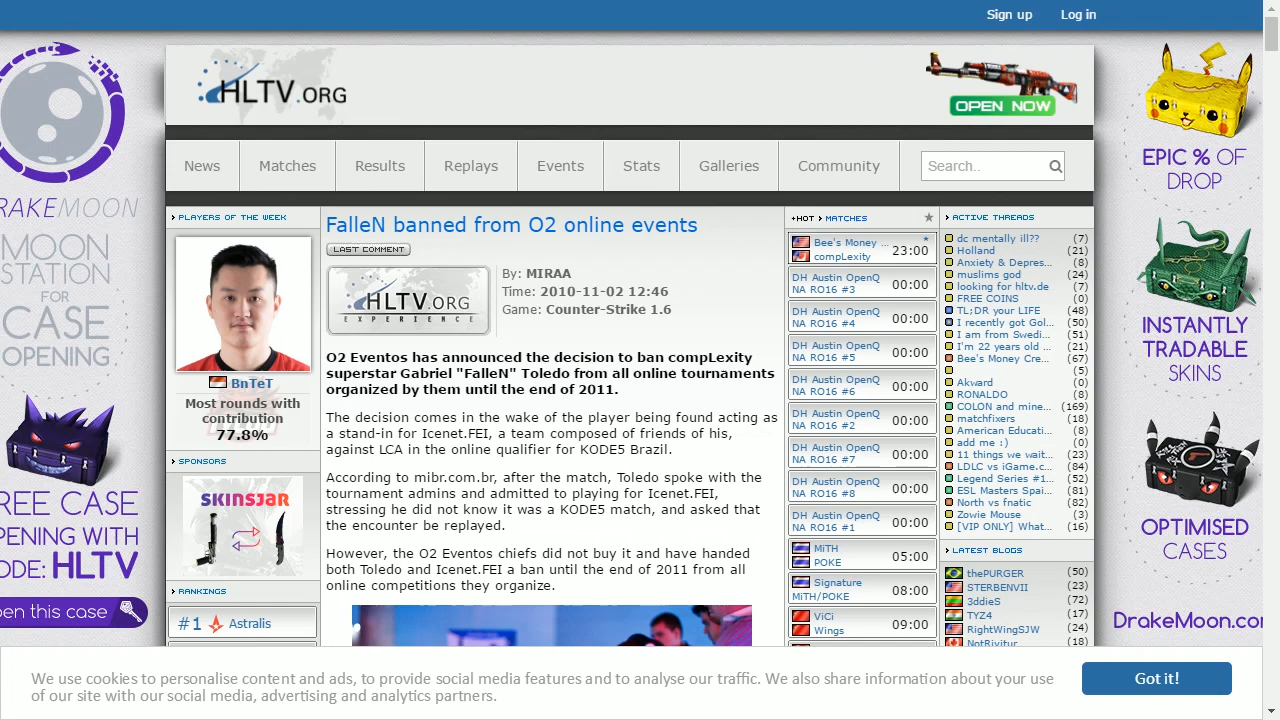 Sign up
Log in
HLTV.ORG
OPEN NOW
News
Matches
Results
Replays
Events
Stats
Galleries
Community
Search..
DRAKEMOON
MOON
STATION
FOR
CASE
OPENING
FREE CASE
OPENING WITH
CODE: HLTV
Open this case
PLAYERS OF THE WEEK
BnTeT
Most rounds with
contribution
77.8%
SPONSORS
SKINSJAR
RANKINGS
#1 Astralis
FalleN banned from O2 online events
LAST COMMENT
HLTV.ORG
EXPERIENCE
By: MIRAA
Time: 2010-11-02 12:46
Game: Counter-Strike 1.6
O2 Eventos has announced the decision to ban compLexity
superstar Gabriel "FalleN" Toledo from all online tournaments
organized by them until the end of 2011.
The decision comes in the wake of the player being found acting as
a stand-in for Icenet.FEI, a team composed of friends of his,
against LCA in the online qualifier for KODE5 Brazil.
According to mibr.com.br, after the match, Toledo spoke with the
tournament admins and admitted to playing for Icenet.FEI,
stressing he did not know it was a KODE5 match, and asked that
the encounter be replayed.
However, the O2 Eventos chiefs did not buy it and have handed
both Toledo and Icenet.FEI a ban until the end of 2011 from all
online competitions they organize.
+HOT MATCHES
Bee's Money ...
compLexity
23:00
DH Austin OpenQ
NA RO16 #3
00:00
DH Austin OpenQ
NA RO16 #4
00:00
DH Austin OpenQ
NA RO16 #5
00:00
DH Austin OpenQ
NA RO16 #6
00:00
DH Austin OpenQ
NA RO16 #2
00:00
DH Austin OpenQ
NA RO16 #7
00:00
DH Austin OpenQ
NA RO16 #8
00:00
DH Austin OpenQ
NA RO16 #1
00:00
MiTH
POKE
05:00
Signature
MiTH/POKE
08:00
ViCi
Wings
09:00
ACTIVE THREADS
dc mentally ill?? (7)
Holland (21)
Anxiety & Depres... (8)
muslims god (24)
looking for hltv.de (7)
FREE COINS (0)
TL;DR your LIFE (48)
I recently got Gol... (50)
I am from Swedi... (51)
I'm 22 years old ... (21)
Bee's Money Cre... (67)
(5)
Akward (0)
RONALDO (8)
COLON and mine... (169)
matchfixers (18)
American Educati... (8)
add me :) (0)
11 things we wait... (23)
LDLC vs iGame.c... (84)
Legend Series #1... (52)
ESL Masters Spai... (81)
North vs fnatic (82)
Zowie Mouse (3)
[VIP ONLY] What... (16)
LATEST BLOGS
thePURGER (50)
STERBENVII (23)
3ddieS (72)
TYZ4 (17)
RightWingSJW (24)
NotRivitur (18)
EPIC % OF
DROP
INSTANTLY
TRADABLE
SKINS
OPTIMISED
CASES
DrakeMoon.com
We use cookies to personalise content and ads, to provide social media features and to analyse our traffic. We also share information about your use
of our site with our social media, advertising and analytics partners.
Got it!